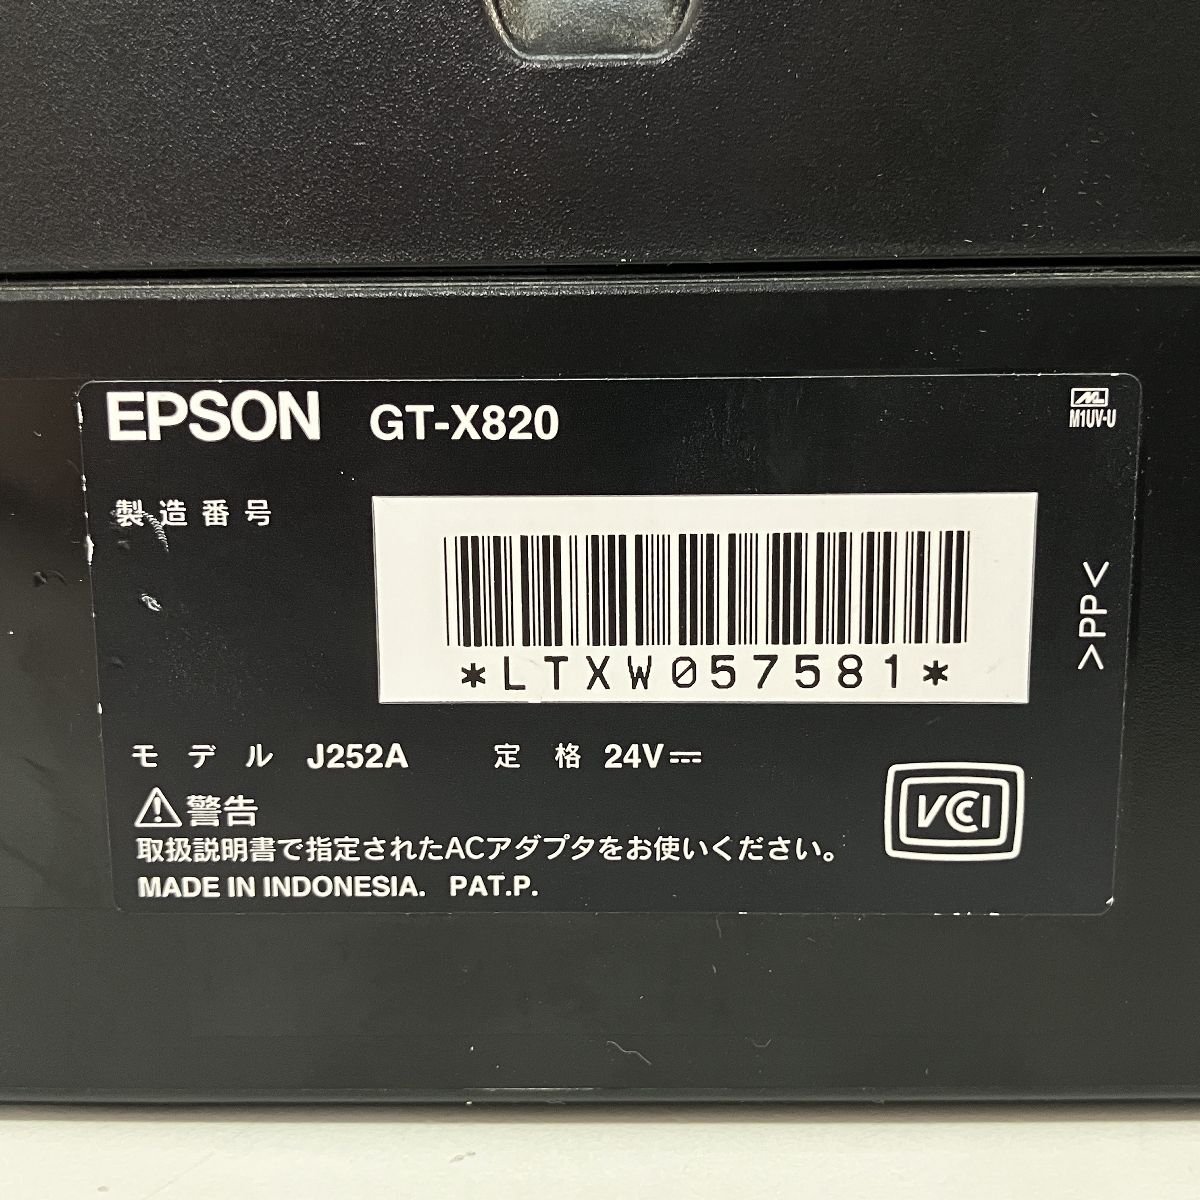 EPSON GT-X820
ML
M1UV-U
製造番号
*LTXW057581*
>PP<
モデル J252A 定格 24V⎓
⚠警告
取扱説明書で指定されたACアダプタをお使いください。
MADE IN INDONESIA. PAT.P.
VCCI